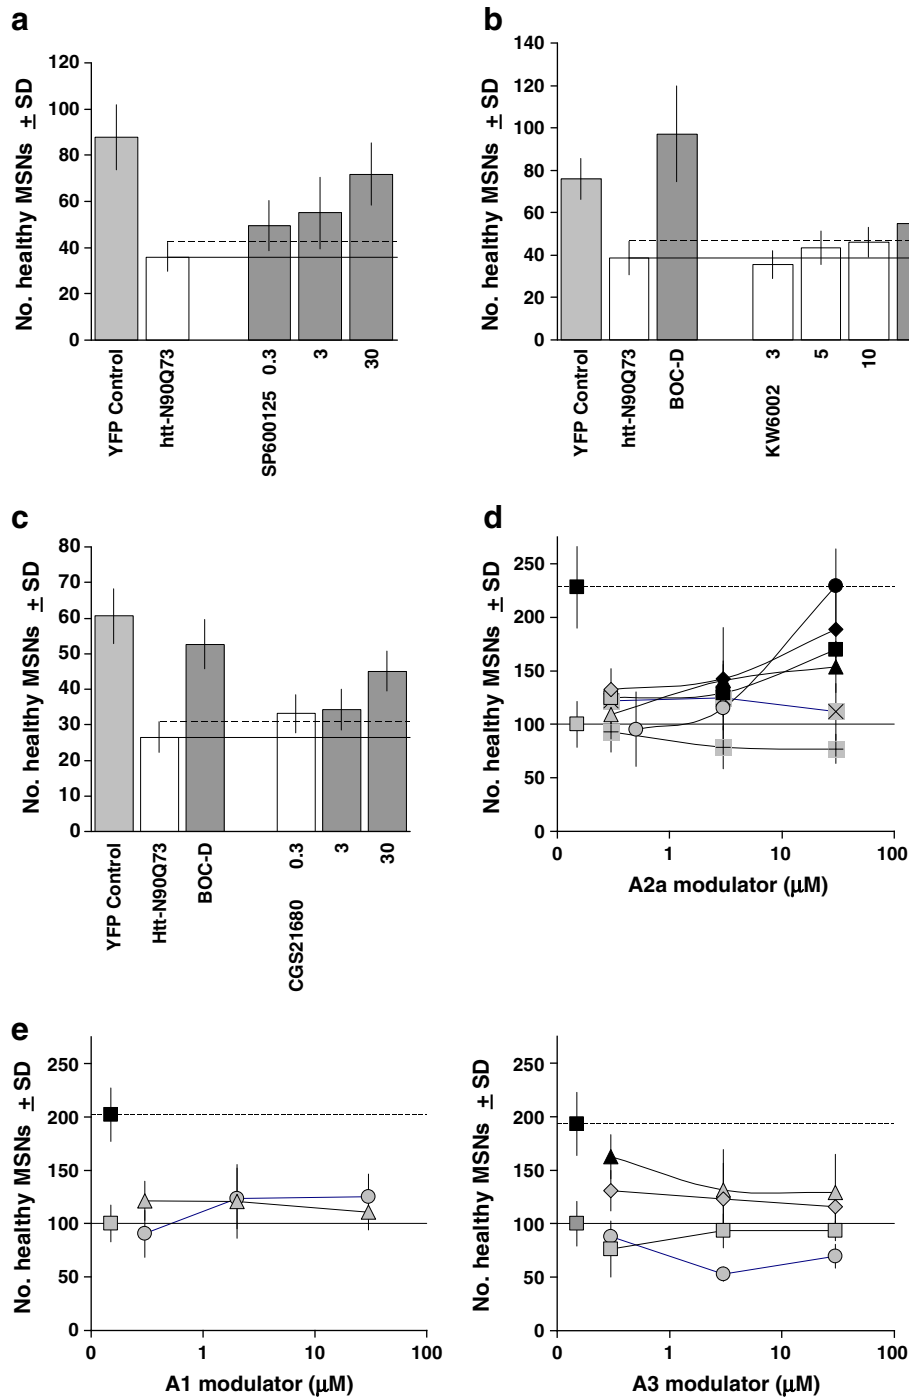 a
No. healthy MSNs ± SD
120
100
80
60
40
20
0
YFP Control
htt-N90Q73
SP600125 0.3
3
30
b
No. healthy MSNs ± SD
140
120
100
80
60
40
20
0
YFP Control
htt-N90Q73
BOC-D
KW6002 3
5
10
c
No. healthy MSNs ± SD
80
70
60
50
40
30
20
10
0
YFP Control
Htt-N90Q73
BOC-D
CGS21680 0.3
3
30
d
No. healthy MSNs ± SD
250
200
150
100
50
0
0 1 10 100
A2a modulator (μM)
e
No. healthy MSNs ± SD
250
200
150
100
50
0
0 1 10 100
A1 modulator (μM)
No. healthy MSNs ± SD
250
200
150
100
50
0
0 1 10 100
A3 modulator (μM)